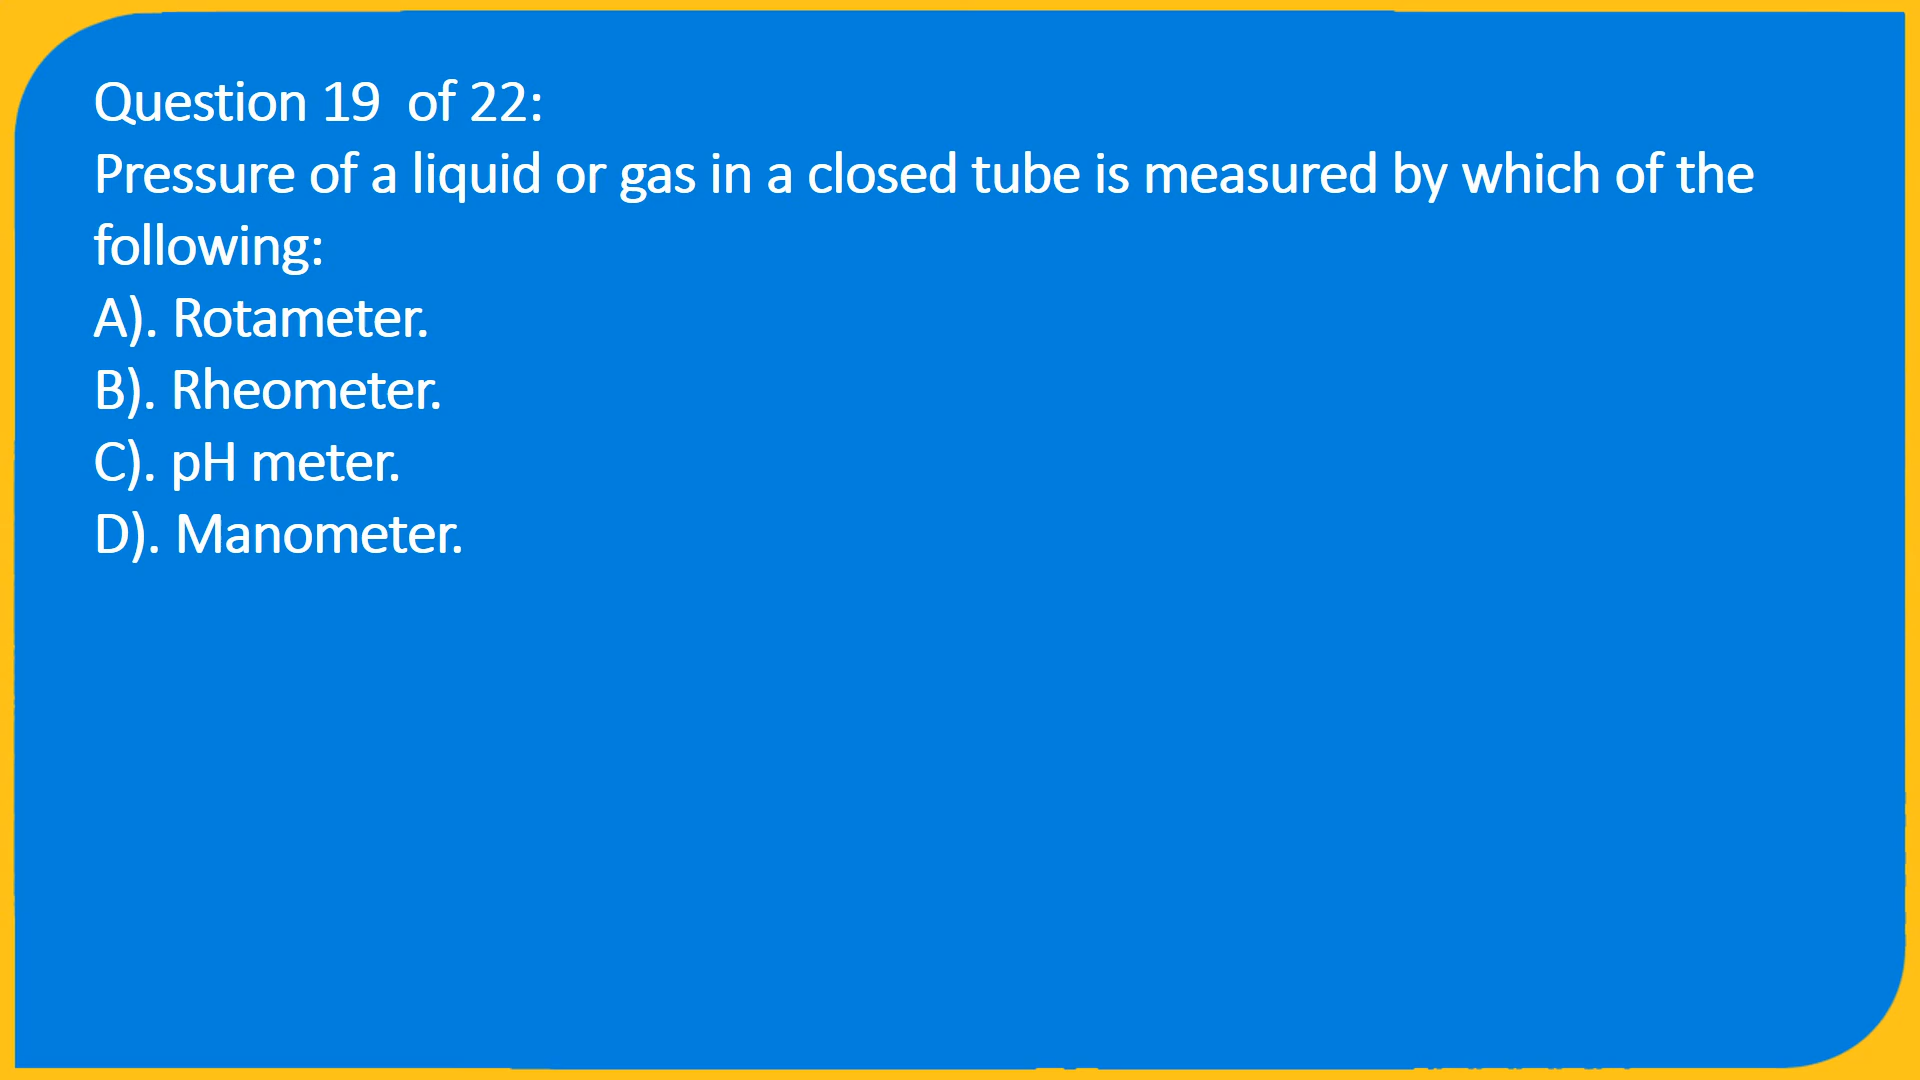 Question 19  of 22:
Pressure of a liquid or gas in a closed tube is measured by which of the
following:
A). Rotameter.
B). Rheometer.
C). pH meter.
D). Manometer.